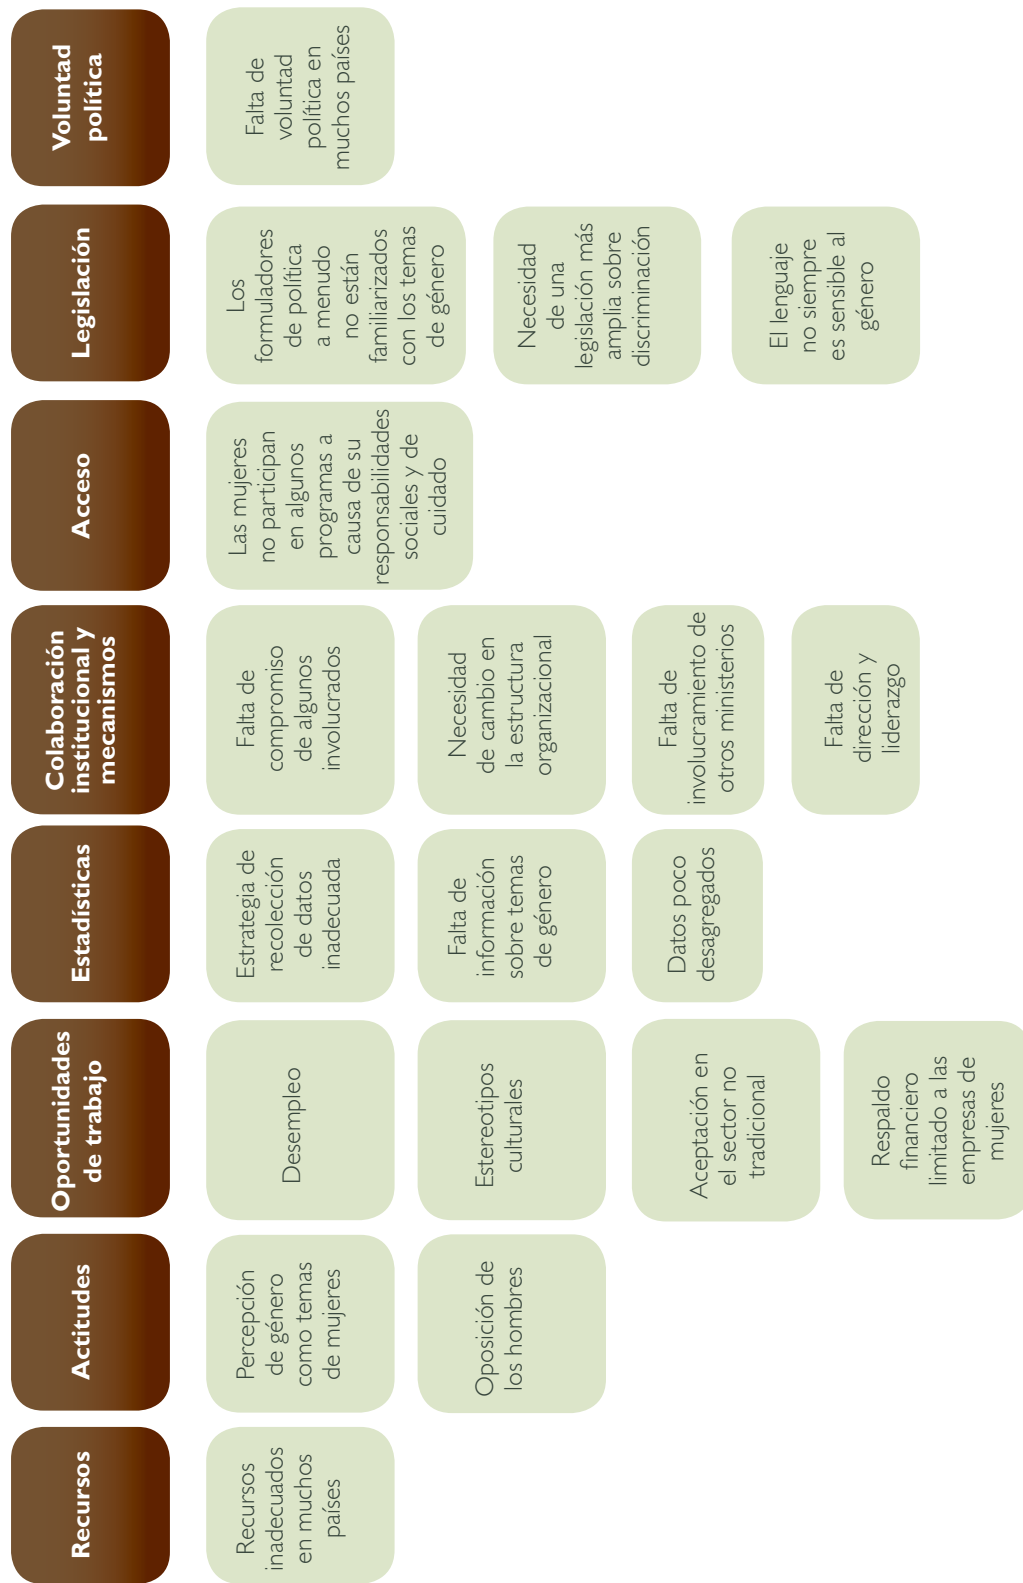 Recursos
Recursos
inadecuados
en muchos
países
Actitudes
Percepción
de género
como temas
de mujeres
Oposición de
los hombres
Oportunidades
de trabajo
Desempleo
Estereotipos
culturales
Aceptación en
el sector no
tradicional
Respaldo
financiero
limitado a las
empresas de
mujeres
Estadísticas
Estrategia de
recolección
de datos
inadecuada
Falta de
información
sobre temas
de género
Datos poco
desagregados
Colaboración
institucional y
mecanismos
Falta de
compromiso
de algunos
involucrados
Necesidad
de cambio en
la estructura
organizacional
Falta de
involucramiento de
otros ministerios
Falta de
dirección y
liderazgo
Acceso
Las mujeres
no participan
en algunos
programas a
causa de su
responsabilidades
sociales y de
cuidado
Legislación
Los
formuladores
de política
a menudo
no están
familiarizados
con los temas
de género
Necesidad
de una
legislación más
amplia sobre
discriminación
El lenguaje
no siempre
es sensible al
género
Voluntad
política
Falta de
voluntad
política en
muchos países